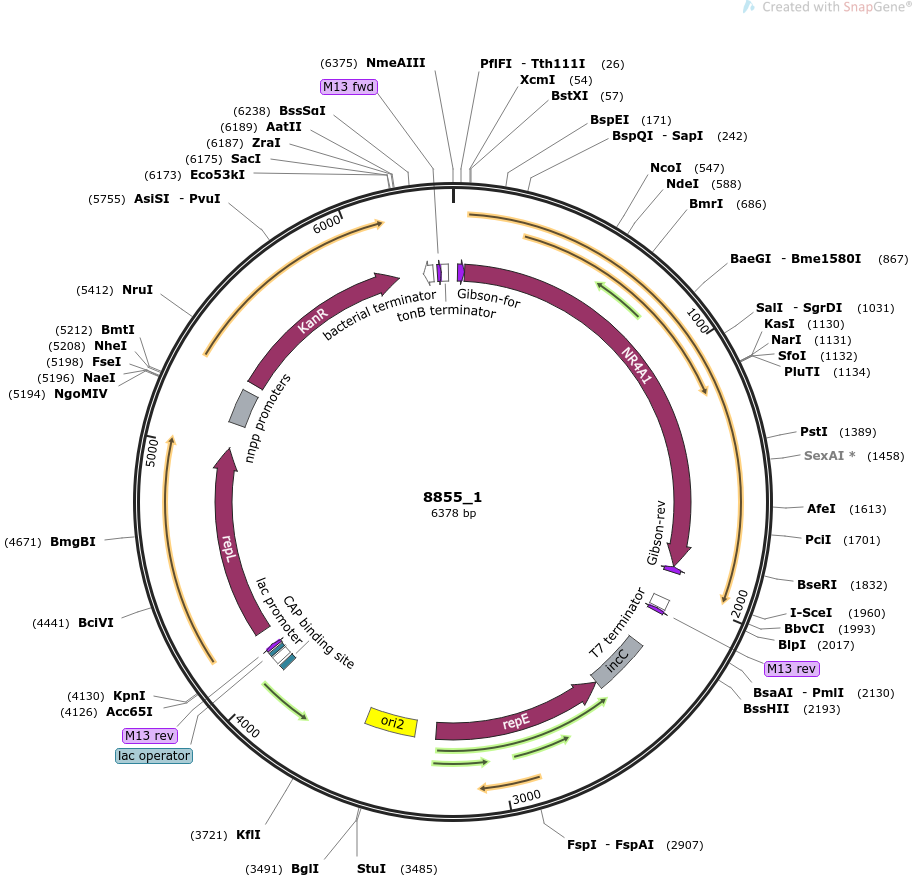 Created with SnapGene®
(6375) NmeAIII
M13 fwd
(6238) BssSαI
(6189) AatII
(6187) ZraI
(6175) SacI
(6173) Eco53kI
(5755) AsiSI - PvuI
(5412) NruI
(5212) BmtI
(5208) NheI
(5198) FseI
(5196) NaeI
(5194) NgoMIV
(4671) BmgBI
(4441) BciVI
(4130) KpnI
(4126) Acc65I
M13 rev
lac operator
(3721) KflI
(3491) BglI
StuI (3485)
PflFI - Tth111I (26)
XcmI (54)
BstXI (57)
BspEI (171)
BspQI - SapI (242)
NcoI (547)
NdeI (588)
BmrI (686)
BaeGI - Bme1580I (867)
SalI - SgrDI (1031)
KasI (1130)
NarI (1131)
SfoI (1132)
PluTI (1134)
PstI (1389)
SexAI * (1458)
AfeI (1613)
PciI (1701)
BseRI (1832)
I-SceI (1960)
BbvCI (1993)
BlpI (2017)
M13 rev
BsaAI - PmlI (2130)
BssHII (2193)
FspI - FspAI (2907)
1000
2000
3000
4000
5000
6000
KanR
bacterial terminator
tonB terminator
Gibson-for
NR4A1
Gibson-rev
T7 terminator
incC
repE
ori2
CAP binding site
lac promoter
repL
nnpp promoters
8855_1
6378 bp